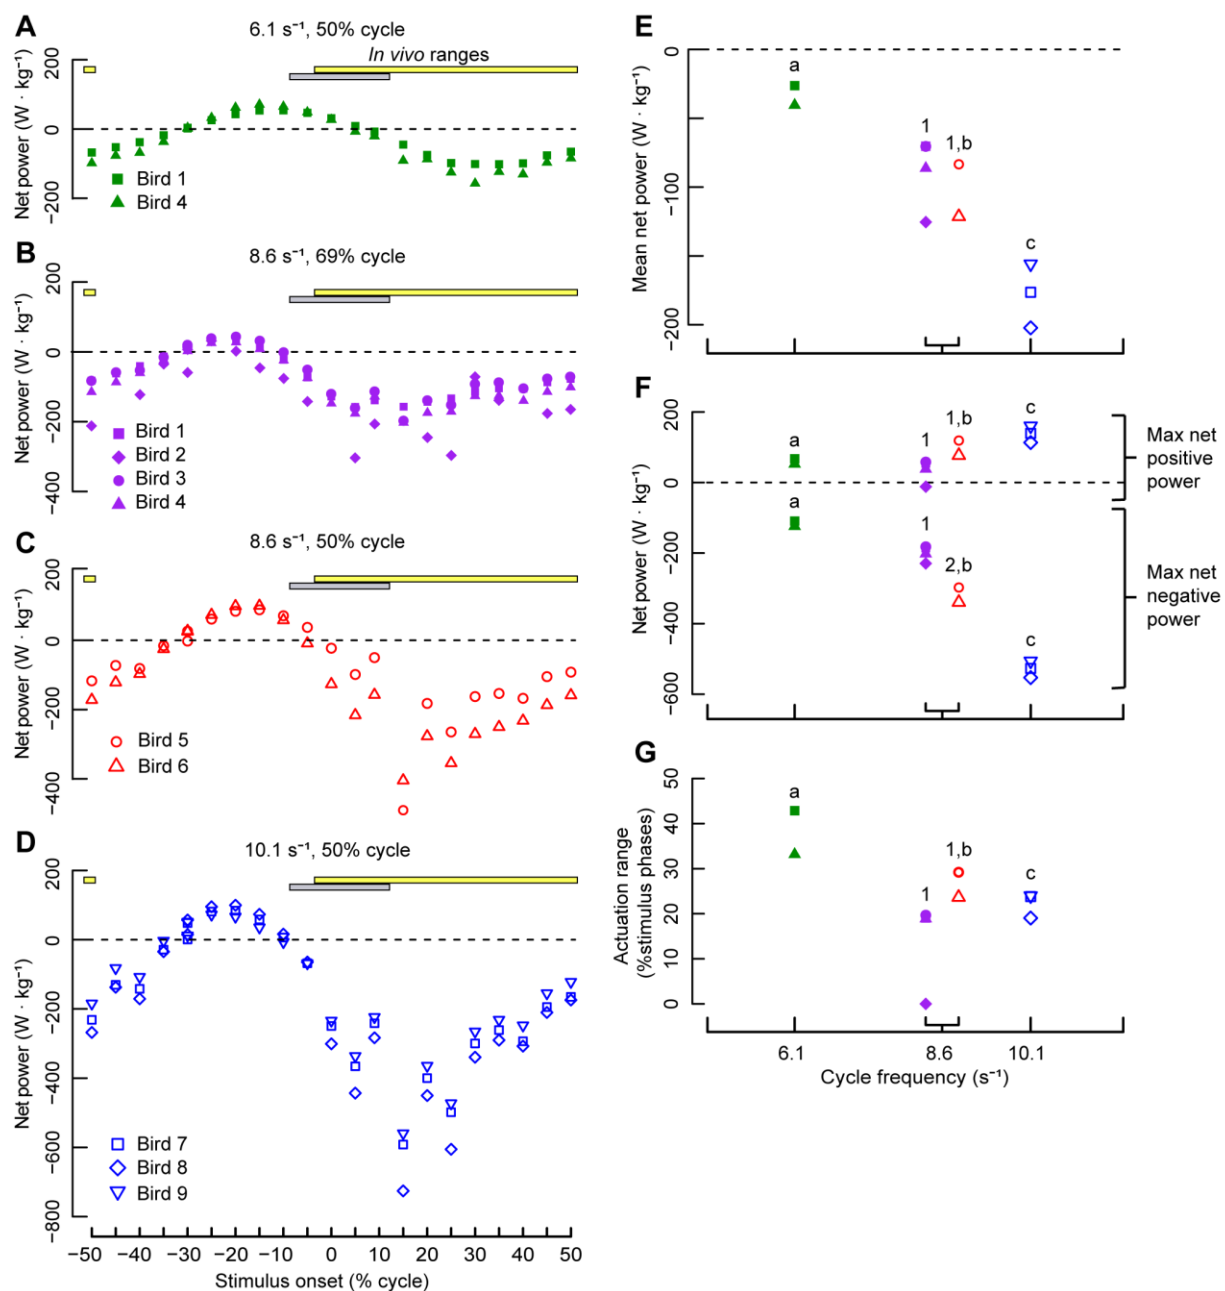 A
6.1 s⁻¹, 50% cycle
In vivo ranges
Net power (W · kg⁻¹)
200
0
−200
Bird 1
Bird 4
B
8.6 s⁻¹, 69% cycle
Net power (W · kg⁻¹)
200
0
−200
−400
Bird 1
Bird 2
Bird 3
Bird 4
C
8.6 s⁻¹, 50% cycle
Net power (W · kg⁻¹)
200
0
−200
−400
Bird 5
Bird 6
D
10.1 s⁻¹, 50% cycle
Net power (W · kg⁻¹)
200
0
−200
−400
−600
−800
Bird 7
Bird 8
Bird 9
−50 −40 −30 −20 −10 0 10 20 30 40 50
Stimulus onset (% cycle)
E
Mean net power (W · kg⁻¹)
0
−100
−200
a
1
1,b
c
F
Net power (W · kg⁻¹)
200
0
−200
−400
−600
a
1
1,b
c
a
1
2,b
c
Max net
positive
power
Max net
negative
power
G
Actuation range
(%stimulus phases)
50
40
30
20
10
0
a
1
1,b
c
6.1 8.6 10.1
Cycle frequency (s⁻¹)